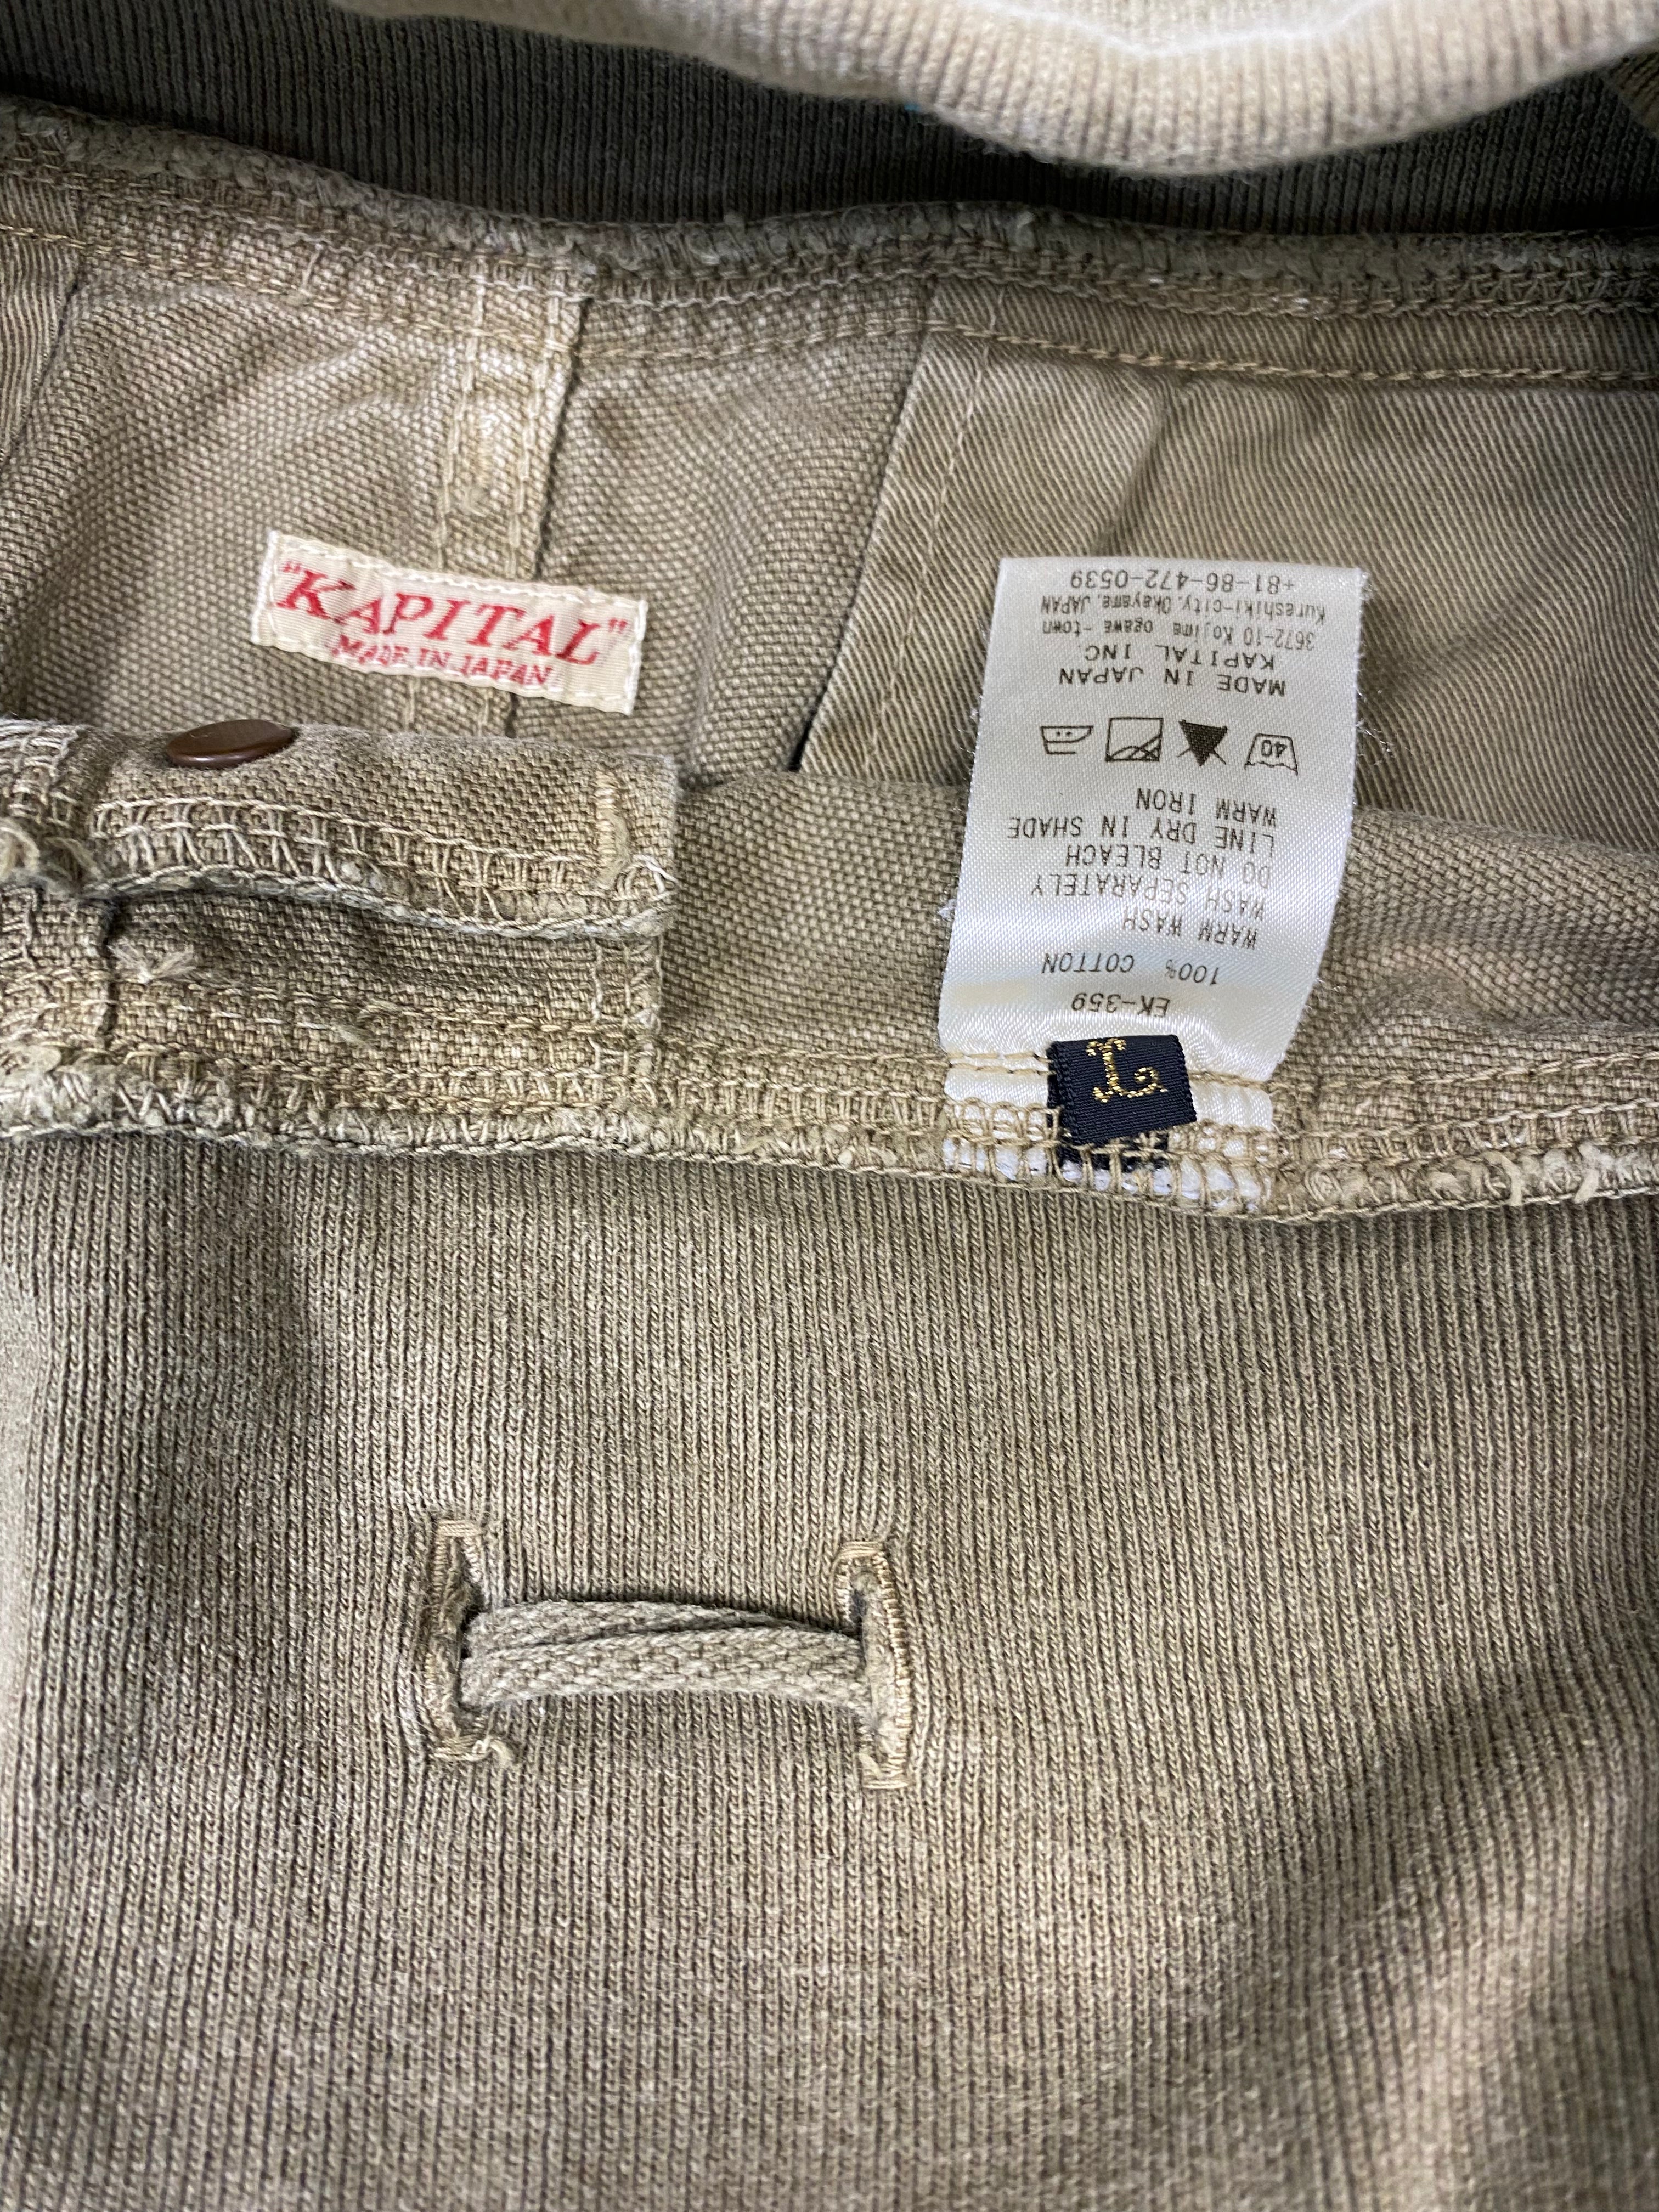 "KAPITAL"
MADE IN JAPAN
L
EK-359
100% COTTON
WARM WASH
WASH SEPARATELY
DO NOT BLEACH
LINE DRY IN SHADE
WARM IRON
40
MADE IN JAPAN
KAPITAL INC.
3672-10 Kojima ogawa-town
Kurashiki-city, Okayama, JAPAN
+81-86-472-0539